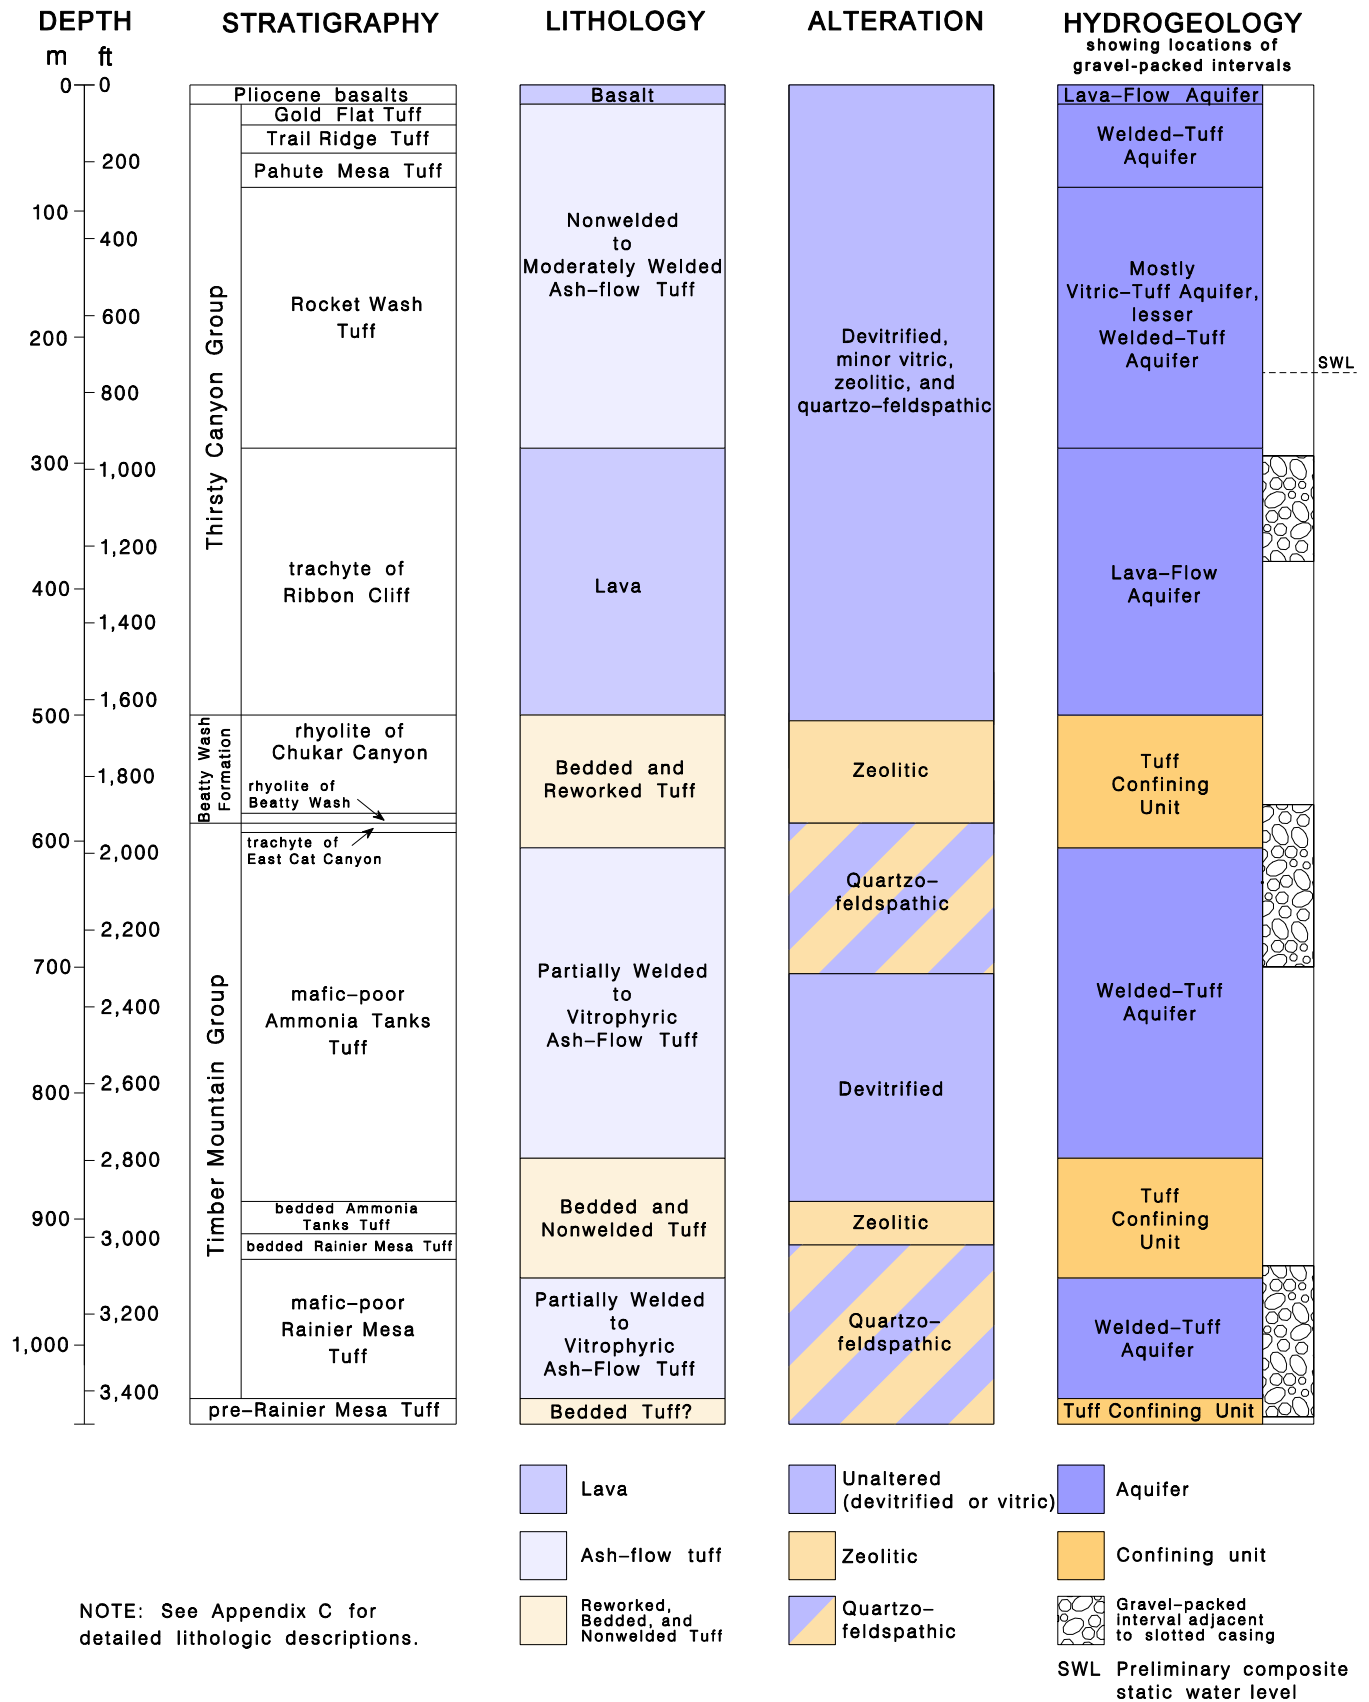 DEPTH
m ft
0
0
200
100
400
600
200
800
300
1,000
1,200
400
1,400
1,600
500
1,800
600
2,000
2,200
700
2,400
2,600
800
2,800
900
3,000
3,200
1,000
3,400
STRATIGRAPHY
Pliocene basalts
Thirsty Canyon Group
Gold Flat Tuff
Trail Ridge Tuff
Pahute Mesa Tuff
Rocket Wash
Tuff
trachyte of
Ribbon Cliff
Beatty Wash
Formation
rhyolite of
Chukar Canyon
rhyolite of
Beatty Wash
Timber Mountain Group
trachyte of
East Cat Canyon
mafic-poor
Ammonia Tanks
Tuff
bedded Ammonia
Tanks Tuff
bedded Rainier Mesa Tuff
mafic-poor
Rainier Mesa
Tuff
pre-Rainier Mesa Tuff
LITHOLOGY
Basalt
Nonwelded
to
Moderately Welded
Ash-flow Tuff
Lava
Bedded and
Reworked Tuff
Partially Welded
to
Vitrophyric
Ash-Flow Tuff
Bedded and
Nonwelded Tuff
Partially Welded
to
Vitrophyric
Ash-Flow Tuff
Bedded Tuff?
ALTERATION
Devitrified,
minor vitric,
zeolitic, and
quartzo-feldspathic
Zeolitic
Quartzo-
feldspathic
Devitrified
Zeolitic
Quartzo-
feldspathic
HYDROGEOLOGY
showing locations of
gravel-packed intervals
Lava-Flow Aquifer
Welded-Tuff
Aquifer
Mostly
Vitric-Tuff Aquifer,
lesser
Welded-Tuff
Aquifer
SWL
Lava-Flow
Aquifer
Tuff
Confining
Unit
Welded-Tuff
Aquifer
Tuff
Confining
Unit
Welded-Tuff
Aquifer
Tuff Confining Unit
Lava
Ash-flow tuff
Reworked,
Bedded, and
Nonwelded Tuff
Unaltered
(devitrified or vitric)
Zeolitic
Quartzo-
feldspathic
Aquifer
Confining unit
Gravel-packed
interval adjacent
to slotted casing
SWL Preliminary composite
static water level
NOTE: See Appendix C for
detailed lithologic descriptions.